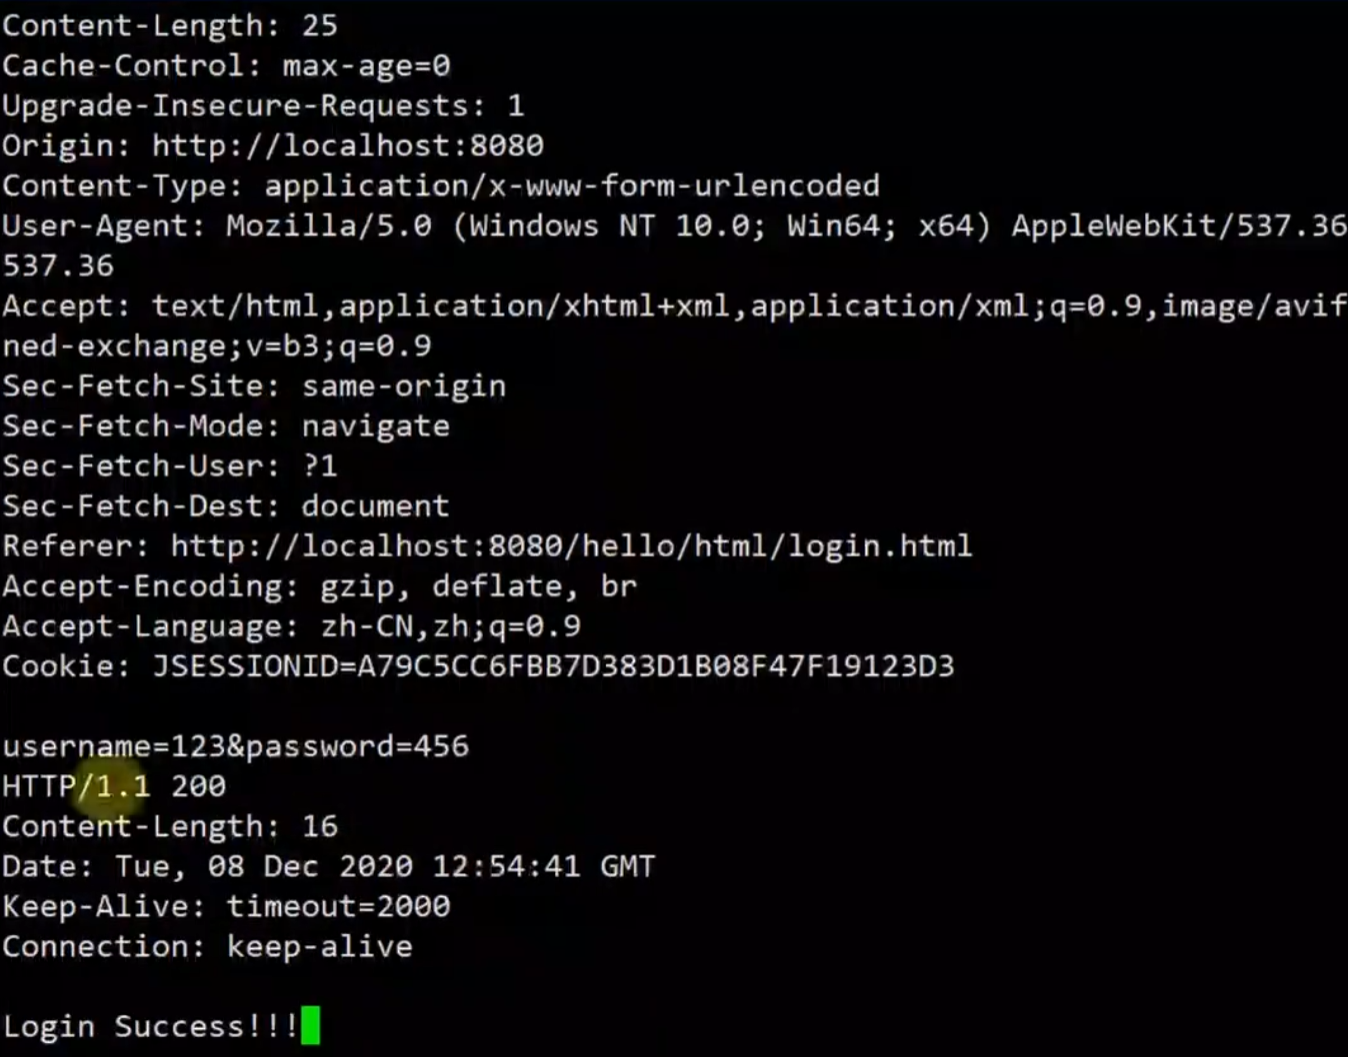 Content-Length: 25
Cache-Control: max-age=0
Upgrade-Insecure-Requests: 1
Origin: http://localhost:8080
Content-Type: application/x-www-form-urlencoded
User-Agent: Mozilla/5.0 (Windows NT 10.0; Win64; x64) AppleWebKit/537.36
537.36
Accept: text/html,application/xhtml+xml,application/xml;q=0.9,image/avif
ned-exchange;v=b3;q=0.9
Sec-Fetch-Site: same-origin
Sec-Fetch-Mode: navigate
Sec-Fetch-User: ?1
Sec-Fetch-Dest: document
Referer: http://localhost:8080/hello/html/login.html
Accept-Encoding: gzip, deflate, br
Accept-Language: zh-CN,zh;q=0.9
Cookie: JSESSIONID=A79C5CC6FBB7D383D1B08F47F19123D3
username=123&password=456
HTTP/1.1 200
Content-Length: 16
Date: Tue, 08 Dec 2020 12:54:41 GMT
Keep-Alive: timeout=2000
Connection: keep-alive
Login Success!!!